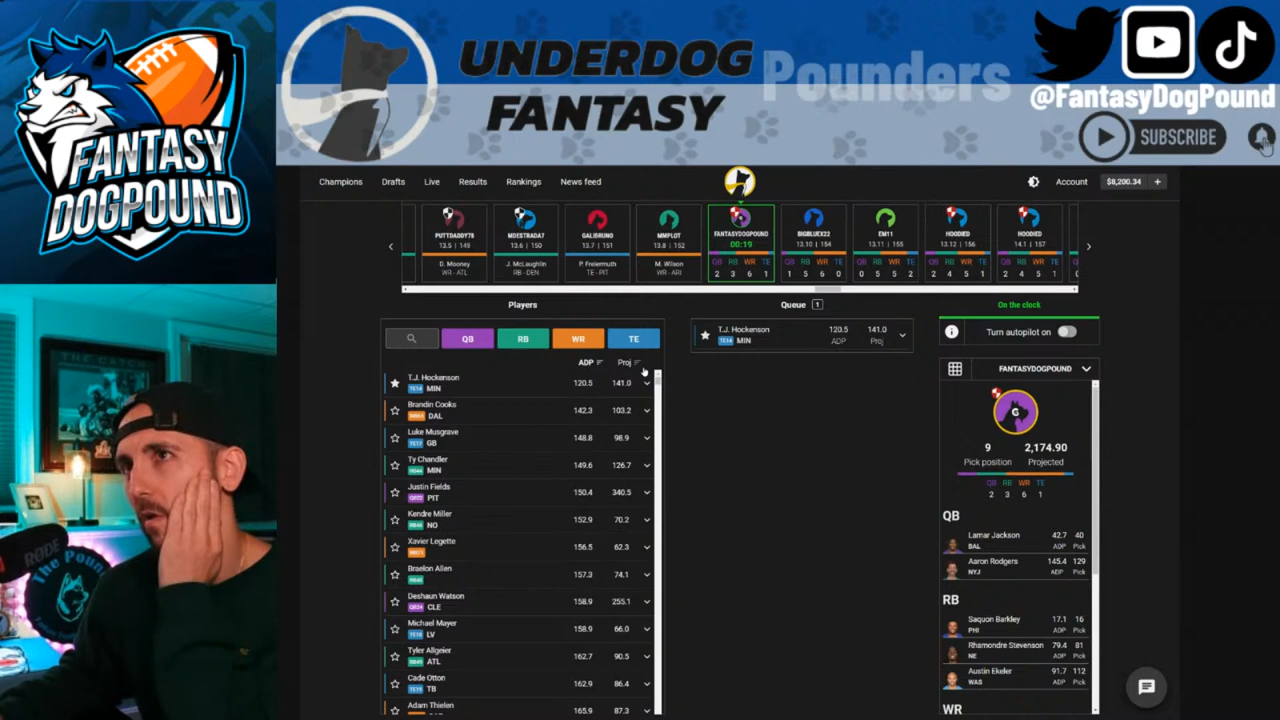 FANTASY
DOGPOUND
UNDERDOG
FANTASY
Pounders
@FantasyDogPound
SUBSCRIBE
Champions Drafts Live Results Rankings News feed Account $8,200.34 +
PUTTDADDY76 MDESTRADA7 GALIBRUNO MMPLOT FANTASYDOGPOUND BIGBLUEX22 EM11 HOODIED HOODIED
13.5 | 149 13.6 | 150 13.7 | 151 13.8 | 152 00:19 13.10 | 154 13.11 | 155 13.12 | 156 14.1 | 157
D. Mooney J. McLaughlin P. Freiermuth M. Wilson QB RB WR TE QB RB WR TE QB RB WR TE QB RB WR TE QB RB WR TE
WR - ATL RB - DEN TE - PIT WR - ARI 2 3 6 1 1 5 6 0 0 5 5 2 2 4 5 1 2 4 5 1
Players
QB RB WR TE
ADP Proj
T.J. Hockenson 120.5 141.0
TE14 MIN
Brandin Cooks 142.3 103.2
DAL
Luke Musgrave 148.8 98.9
TE17 GB
Ty Chandler 149.6 126.7
MIN
Justin Fields 150.4 340.5
PIT
Kendre Miller 152.9 70.2
NO
Xavier Legette 156.5 62.3
Braelon Allen 157.3 74.1
Deshaun Watson 158.9 255.1
QB24 CLE
Michael Mayer 158.9 66.0
TE18 LV
Tyler Allgeier 162.7 90.5
ATL
Cade Otton 162.9 86.4
TE19 TB
Adam Thielen 165.9 87.3
Queue 1
T.J. Hockenson 120.5 141.0
TE14 MIN ADP Proj
On the clock
Turn autopilot on
FANTASYDOGPOUND
9 2,174.90
Pick position Projected
QB RB WR TE
2 3 6 1
QB
Lamar Jackson 42.7 40
BAL ADP Pick
Aaron Rodgers 145.4 129
NYJ ADP Pick
RB
Saquon Barkley 17.1 16
PHI ADP Pick
Rhamondre Stevenson 79.4 81
NE ADP Pick
Austin Ekeler 91.7 112
WAS ADP Pick
WR
RØDE
The Pound